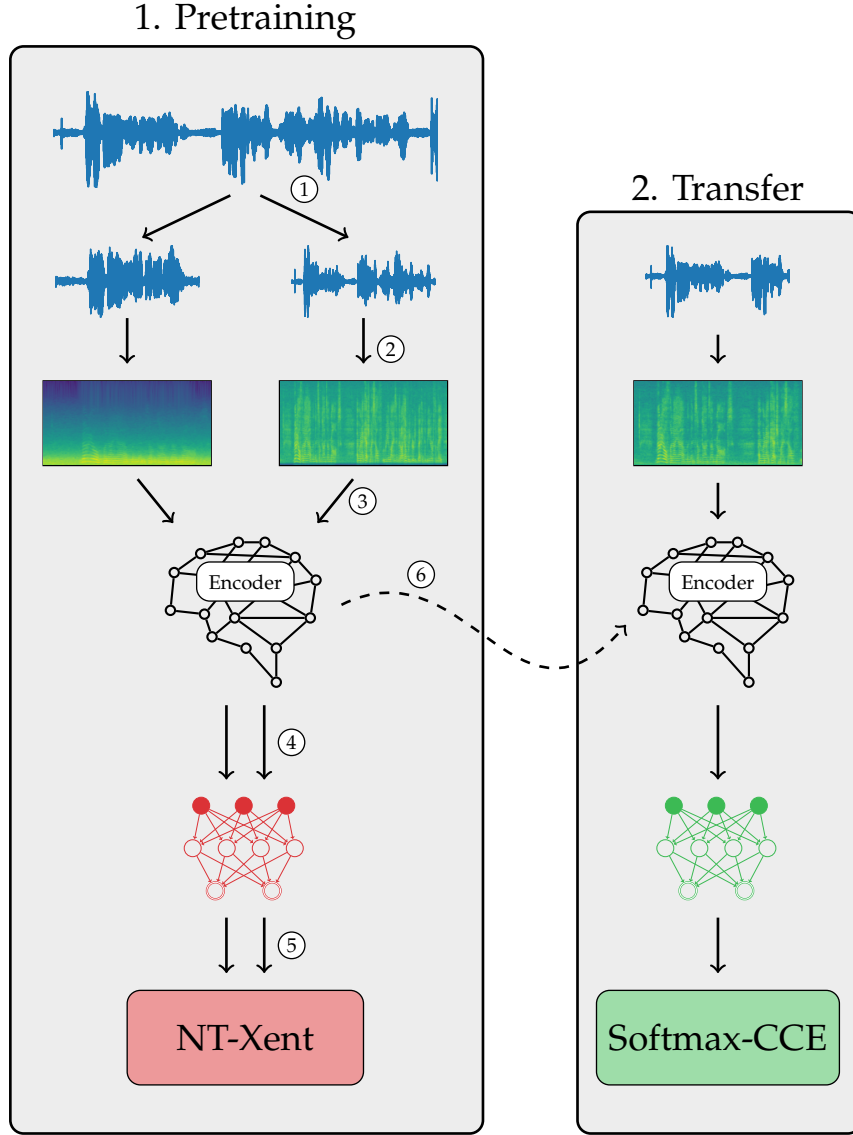 1. Pretraining
①
2. Transfer
②
③
Encoder
⑥
Encoder
④
⑤
NT-Xent
Softmax-CCE